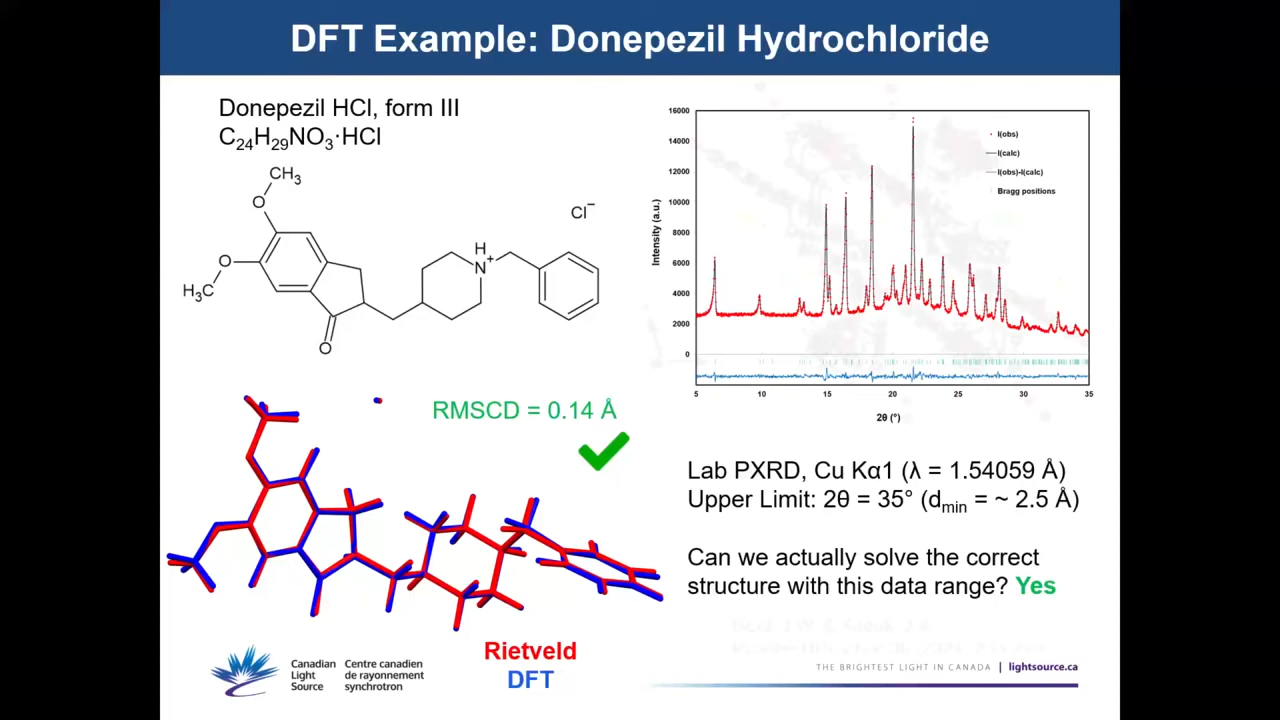 DFT Example: Donepezil Hydrochloride
Donepezil HCl, form III
C₂₄H₂₉NO₃·HCl
CH₃
O
O
H₃C
O
H
N
+
Cl⁻
16000
14000
12000
10000
8000
6000
4000
2000
0
Intensity (a.u.)
I(obs)
I(calc)
I(obs)-I(calc)
Bragg positions
5 10 15 20 25 30 35
2θ (°)
RMSCD = 0.14 Å
Rietveld
DFT
Lab PXRD, Cu Kα1 (λ = 1.54059 Å)
Upper Limit: 2θ = 35° (dₘᵢₙ = ~ 2.5 Å)
Can we actually solve the correct
structure with this data range? Yes
Canadian
Light
Source
Centre canadien
de rayonnement
synchrotron
THE BRIGHTEST LIGHT IN CANADA | lightsource.ca